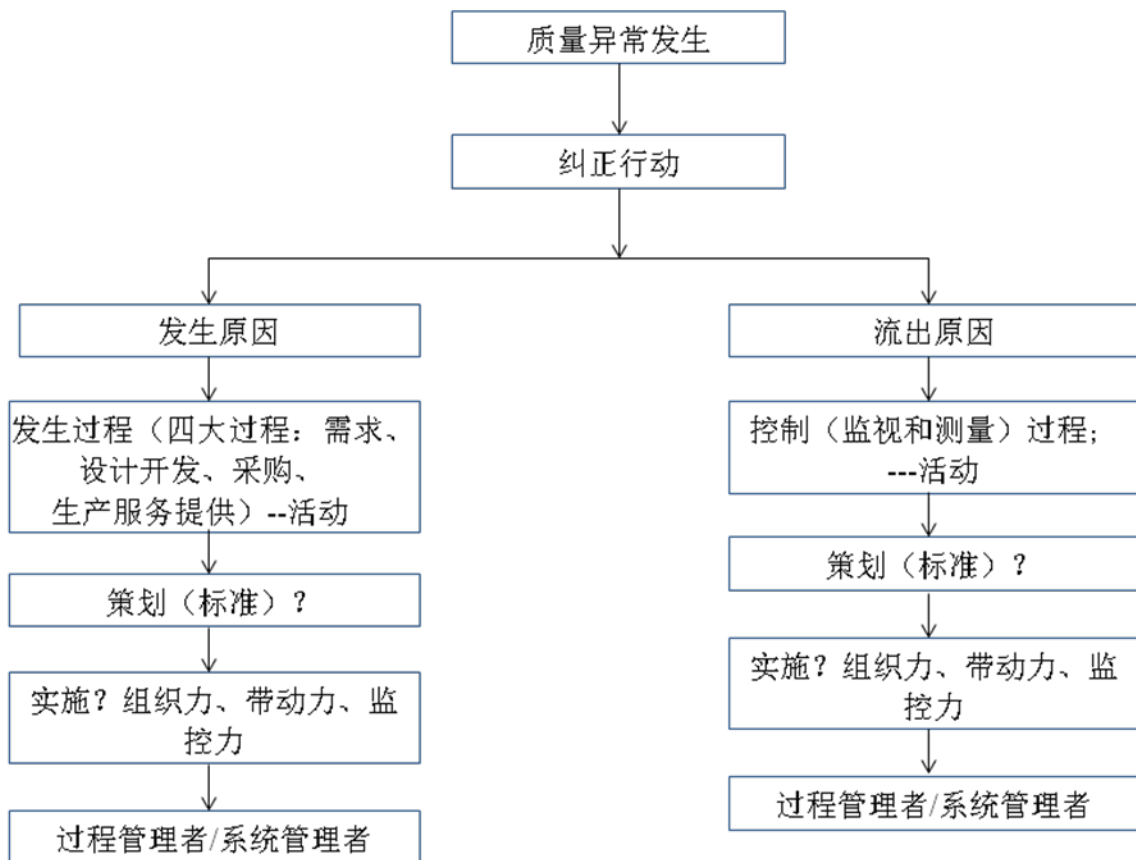 质量异常发生
纠正行动
发生原因
发生过程（四大过程：需求、
设计开发、采购、
生产服务提供）--活动
策划（标准）？
实施？组织力、带动力、监
控力
过程管理者/系统管理者
流出原因
控制（监视和测量）过程;
---活动
策划（标准）？
实施？组织力、带动力、监
控力
过程管理者/系统管理者